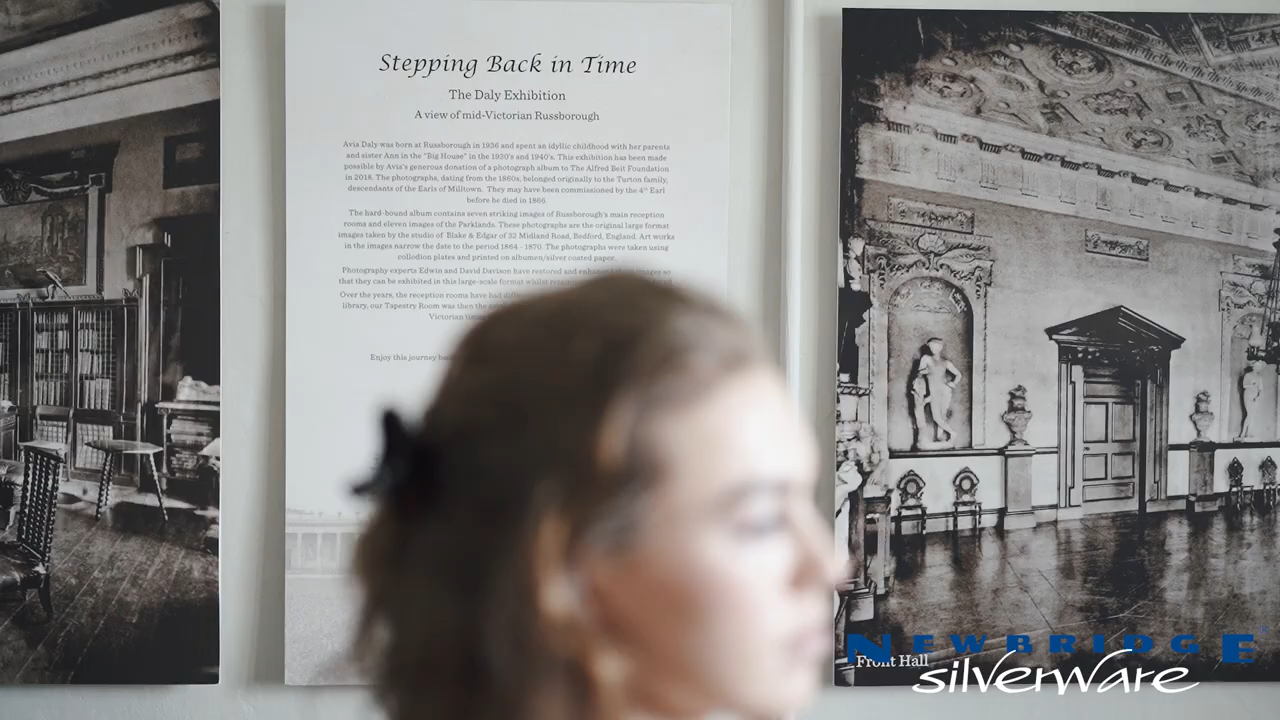 Stepping Back in Time
The Daly Exhibition
A view of mid-Victorian Russborough
Avia Daly was born at Russborough in 1936 and spent an idyllic childhood with her parents
and sister Ann in the "Big House" in the 1920's and 1940's. This exhibition has been made
possible by Avia's generous donation of a photograph album to The Alfred Beit Foundation
in 2018. The photographs, dating from the 1860s, belonged originally to the Turton family,
descendants of the Earls of Milltown. They may have been commissioned by the 4th Earl
before he died in 1866.
The hard-bound album contains seven striking images of Russborough's main reception
rooms and eleven images of the Parklands. These photographs are the original large format
images taken by the studio of Blake & Edgar of 32 Midland Road, Bedford, England. Art works
in the images narrow the date to the period 1864 - 1870. The photographs were taken using
collodion plates and printed on albumen/silver coated paper.
Photography experts Edwin and David Davison have restored and images so
that they can be exhibited in this large-scale format whilst
Over the years, the reception rooms have had
library, our Tapestry Room was then the
Victorian
Enjoy this journey
Front Hall
NEWBRIDGE
silverware